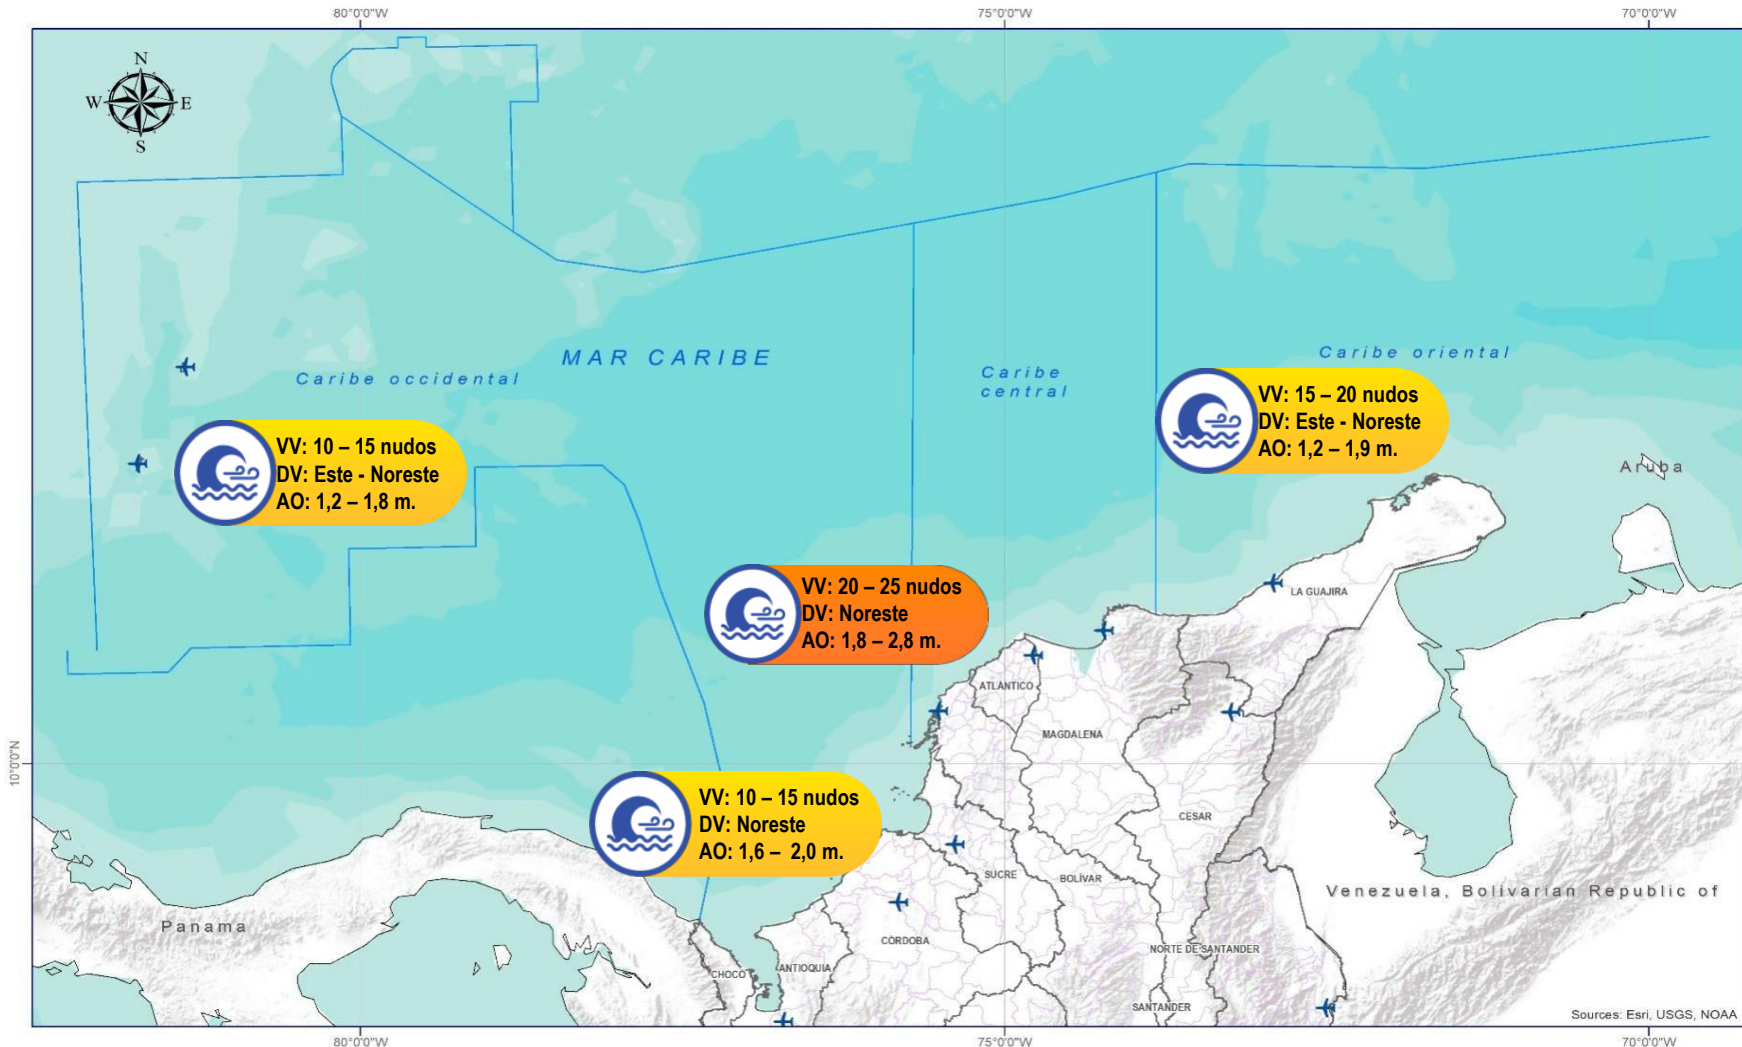 80°0'0"W
75°0'0"W
70°0'0"W
N
W
E
S
MAR CARIBE
Caribe occidental
Caribe
central
Caribe oriental
VV: 15 – 20 nudos
DV: Este - Noreste
AO: 1,2 – 1,9 m.
VV: 10 – 15 nudos
DV: Este - Noreste
AO: 1,2 – 1,8 m.
Aruba
VV: 20 – 25 nudos
DV: Noreste
AO: 1,8 – 2,8 m.
LA GUAJIRA
ATLÁNTICO
MAGDALENA
10°0'0"N
VV: 10 – 15 nudos
DV: Noreste
AO: 1,6 – 2,0 m.
CESAR
SUCRE
BOLÍVAR
Venezuela, Bolivarian Republic of
Panama
CÓRDOBA
NORTE DE SANTANDER
CHOCO
ANTIOQUIA
SANTANDER
Sources: Esri, USGS, NOAA
80°0'0"W
75°0'0"W
70°0'0"W